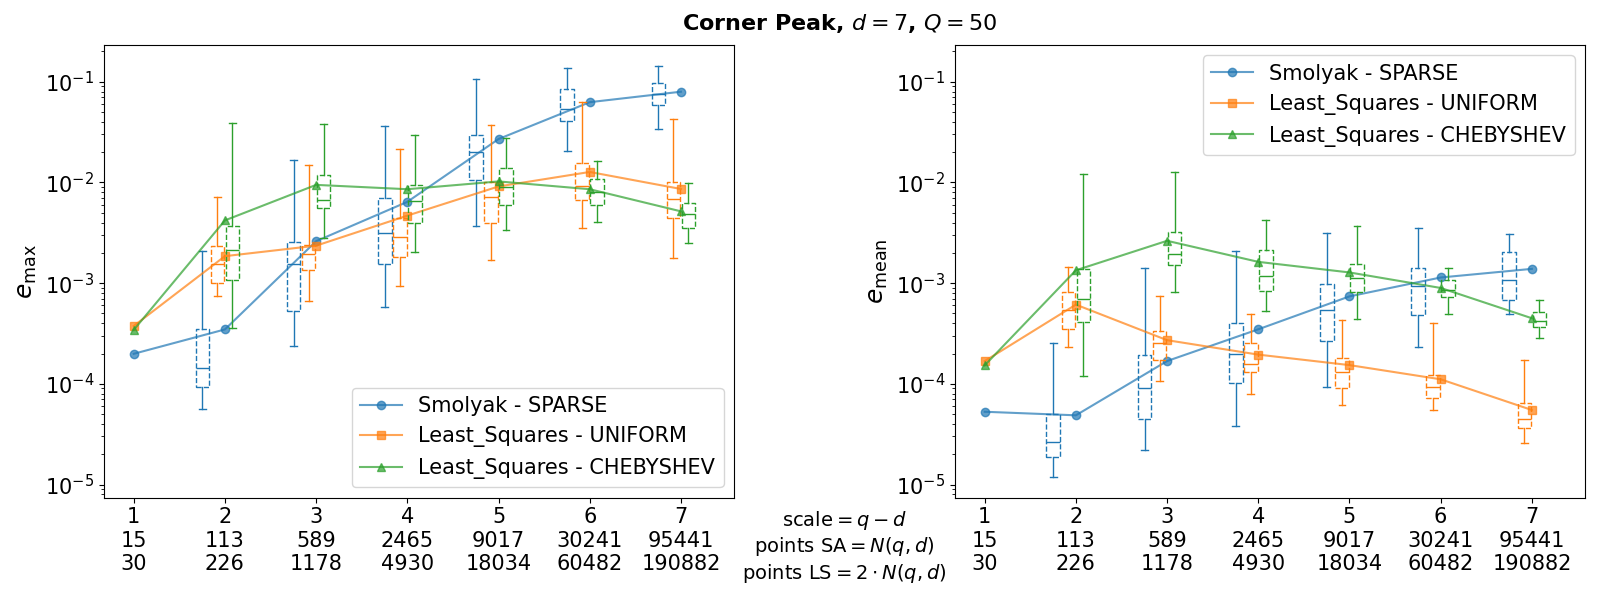 Corner Peak, d = 7, Q = 50
e_max
10^-1
10^-2
10^-3
10^-4
10^-5
Smolyak - SPARSE
Least_Squares - UNIFORM
Least_Squares - CHEBYSHEV
1 2 3 4 5 6 7
15 113 589 2465 9017 30241 95441
30 226 1178 4930 18034 60482 190882
scale = q − d
points SA = N(q, d)
points LS = 2 · N(q, d)
e_mean
10^-1
10^-2
10^-3
10^-4
10^-5
Smolyak - SPARSE
Least_Squares - UNIFORM
Least_Squares - CHEBYSHEV
1 2 3 4 5 6 7
15 113 589 2465 9017 30241 95441
30 226 1178 4930 18034 60482 190882